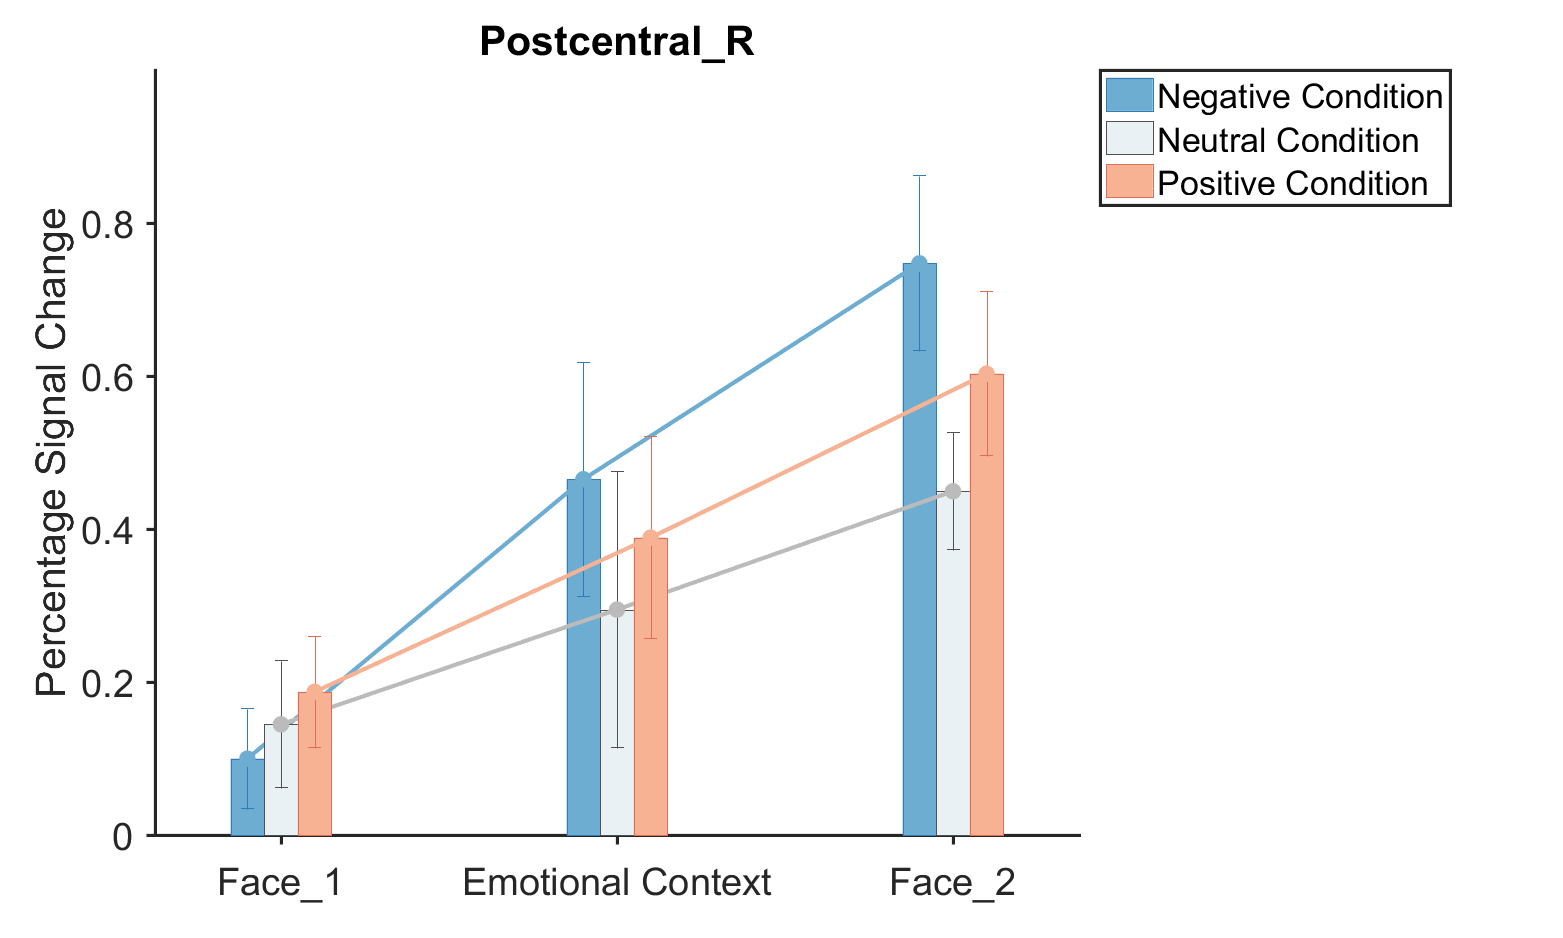 Postcentral_R
Negative Condition
Neutral Condition
Positive Condition
Percentage Signal Change
0.8
0.6
0.4
0.2
0
Face_1
Emotional Context
Face_2